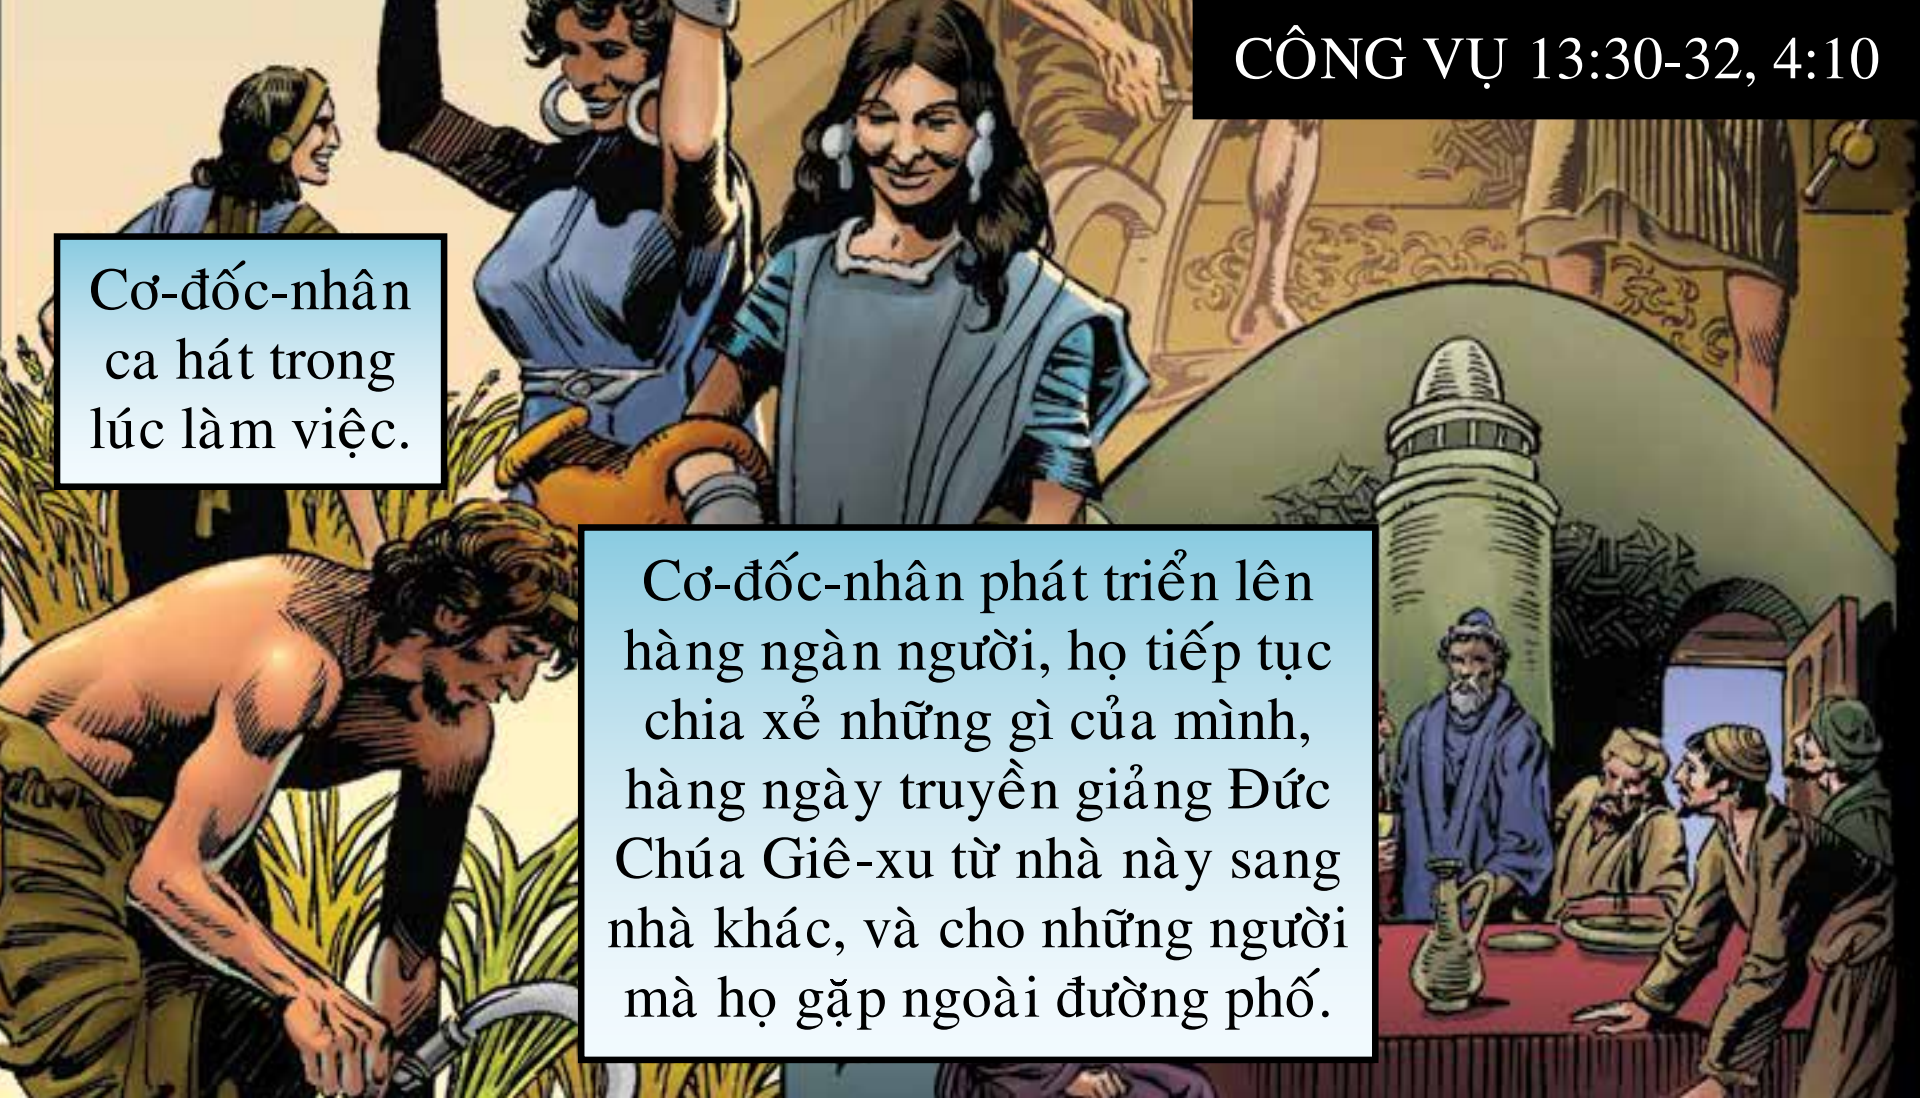 CÔNG VỤ 13:30-32, 4:10
Cơ-đốc-nhân
ca hát trong
lúc làm việc.
Cơ-đốc-nhân phát triển lên
hàng ngàn người, họ tiếp tục
chia xẻ những gì của mình,
hàng ngày truyền giảng Đức
Chúa Giê-xu từ nhà này sang
nhà khác, và cho những người
mà họ gặp ngoài đường phố.